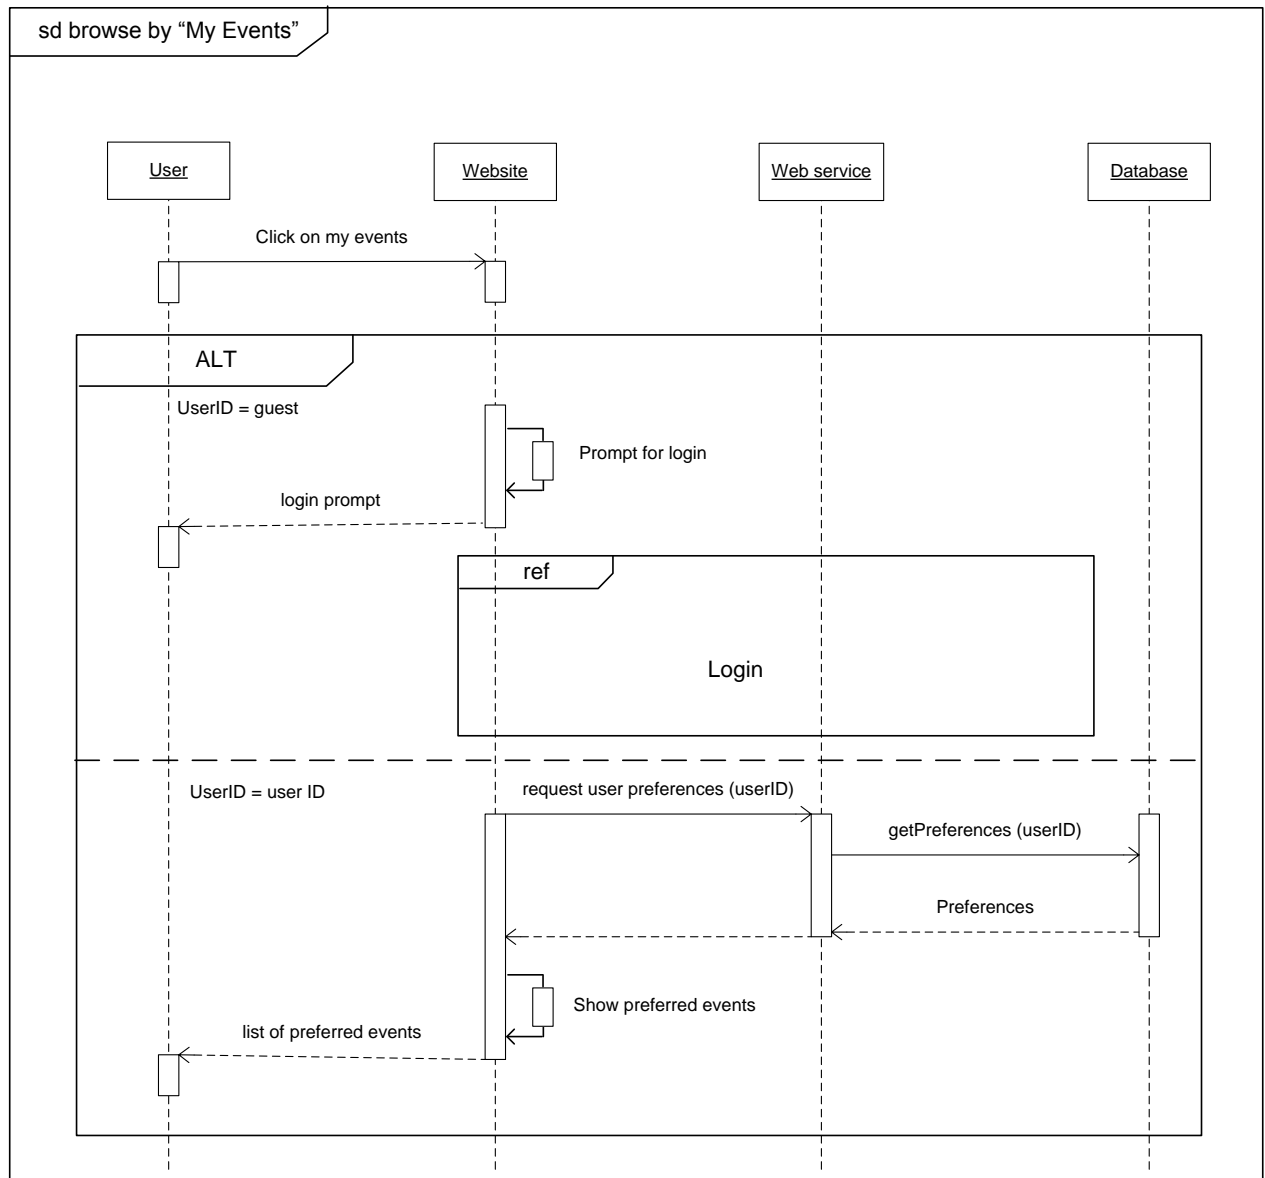 sd browse by “My Events”
User
Website
Web service
Database
Click on my events
ALT
UserID = guest
Prompt for login
login prompt
ref
Login
UserID = user ID
request user preferences (userID)
getPreferences (userID)
Preferences
Show preferred events
list of preferred events